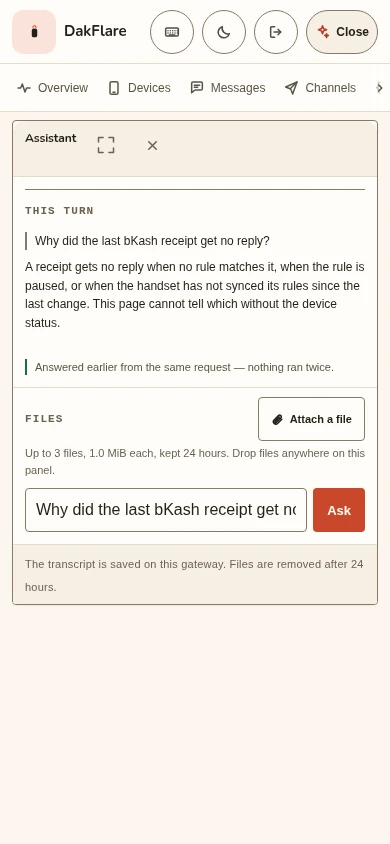 DakFlare
Close
Overview
Devices
Messages
Channels
Assistant
THIS TURN
Why did the last bKash receipt get no reply?
A receipt gets no reply when no rule matches it, when the rule is
paused, or when the handset has not synced its rules since the
last change. This page cannot tell which without the device
status.
Answered earlier from the same request — nothing ran twice.
FILES
Attach a file
Up to 3 files, 1.0 MiB each, kept 24 hours. Drop files anywhere on this
panel.
Why did the last bKash receipt get no
Ask
The transcript is saved on this gateway. Files are removed after 24
hours.